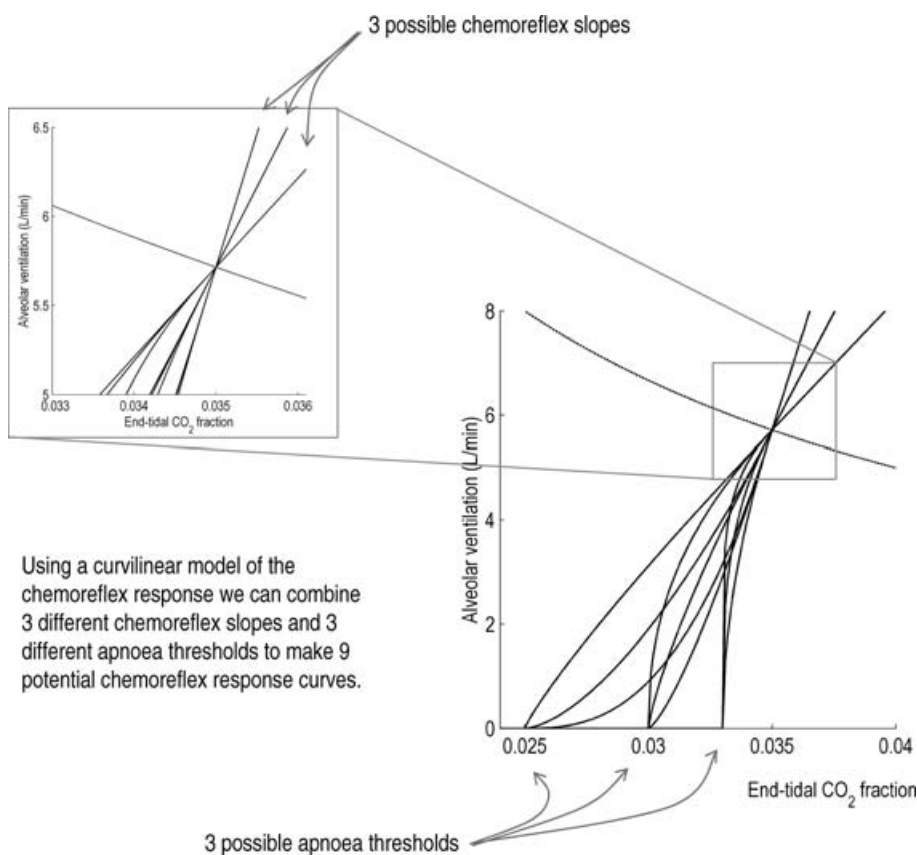 3 possible chemoreflex slopes
6.5
6
5.5
5
Alveolar ventilation (L/min)
0.033
0.034
0.035
0.036
End-tidal CO2 fraction
8
6
4
2
0
Alveolar ventilation (L/min)
0.025
0.03
0.035
0.04
End-tidal CO2 fraction
Using a curvilinear model of the
chemoreflex response we can combine
3 different chemoreflex slopes and 3
different apnoea thresholds to make 9
potential chemoreflex response curves.
3 possible apnoea thresholds